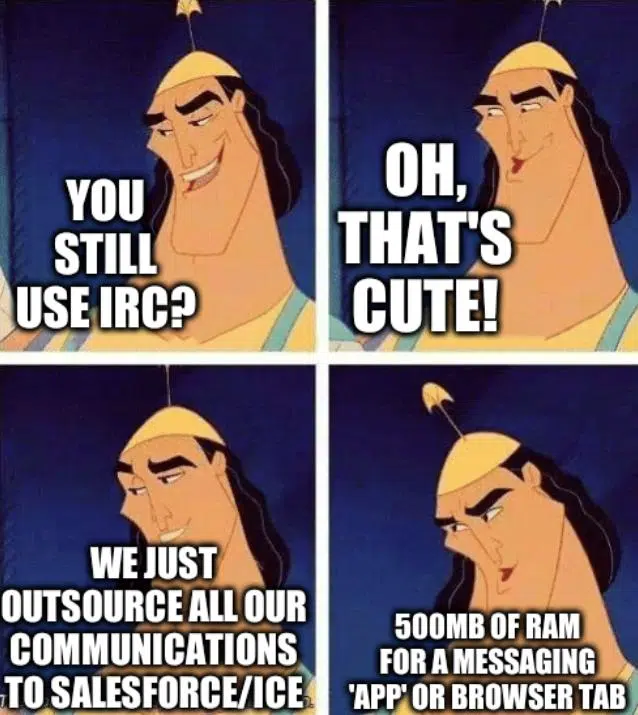 YOU
STILL
USE IRC?
OH,
THAT'S
CUTE!
WE JUST
OUTSOURCE ALL OUR
COMMUNICATIONS
TO SALESFORCE/ICE
500MB OF RAM
FOR A MESSAGING
'APP' OR BROWSER TAB